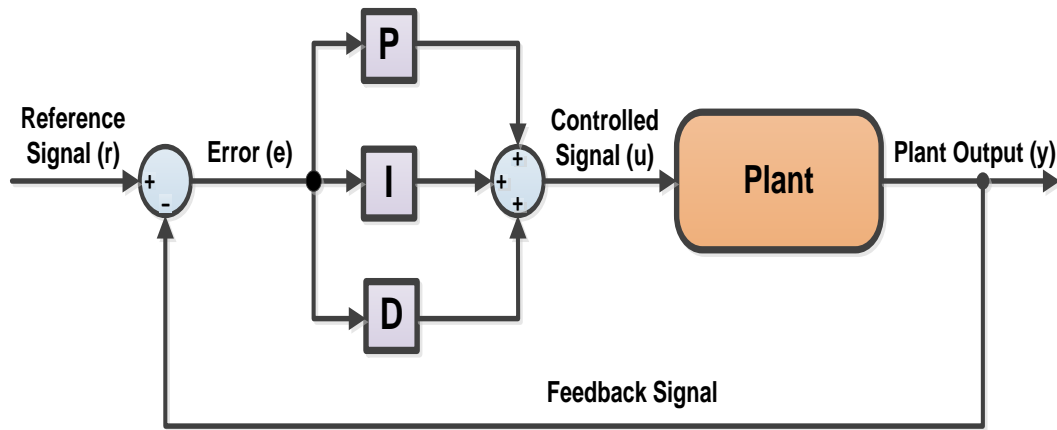 P
Reference
Signal (r)
Error (e)
Controlled
Signal (u)
Plant Output (y)
+
-
I
+
+
+
Plant
D
Feedback Signal